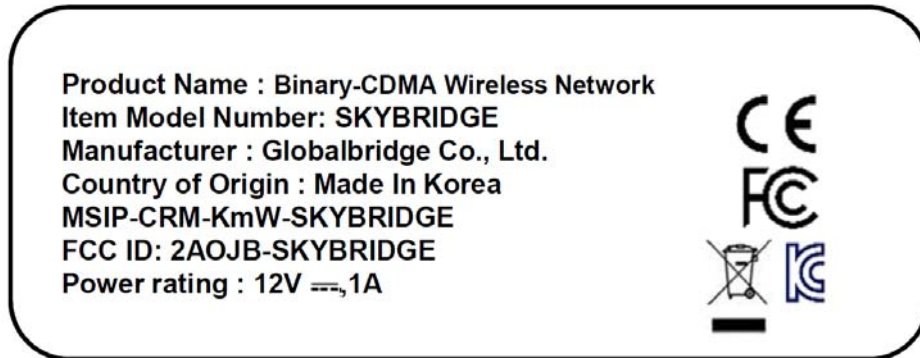 Product Name : Binary-CDMA Wireless Network
Item Model Number: SKYBRIDGE
Manufacturer : Globalbridge Co., Ltd.
Country of Origin : Made In Korea
MSIP-CRM-KmW-SKYBRIDGE
FCC ID: 2AOJB-SKYBRIDGE
Power rating : 12V ⎓,1A
CE
FC
KC